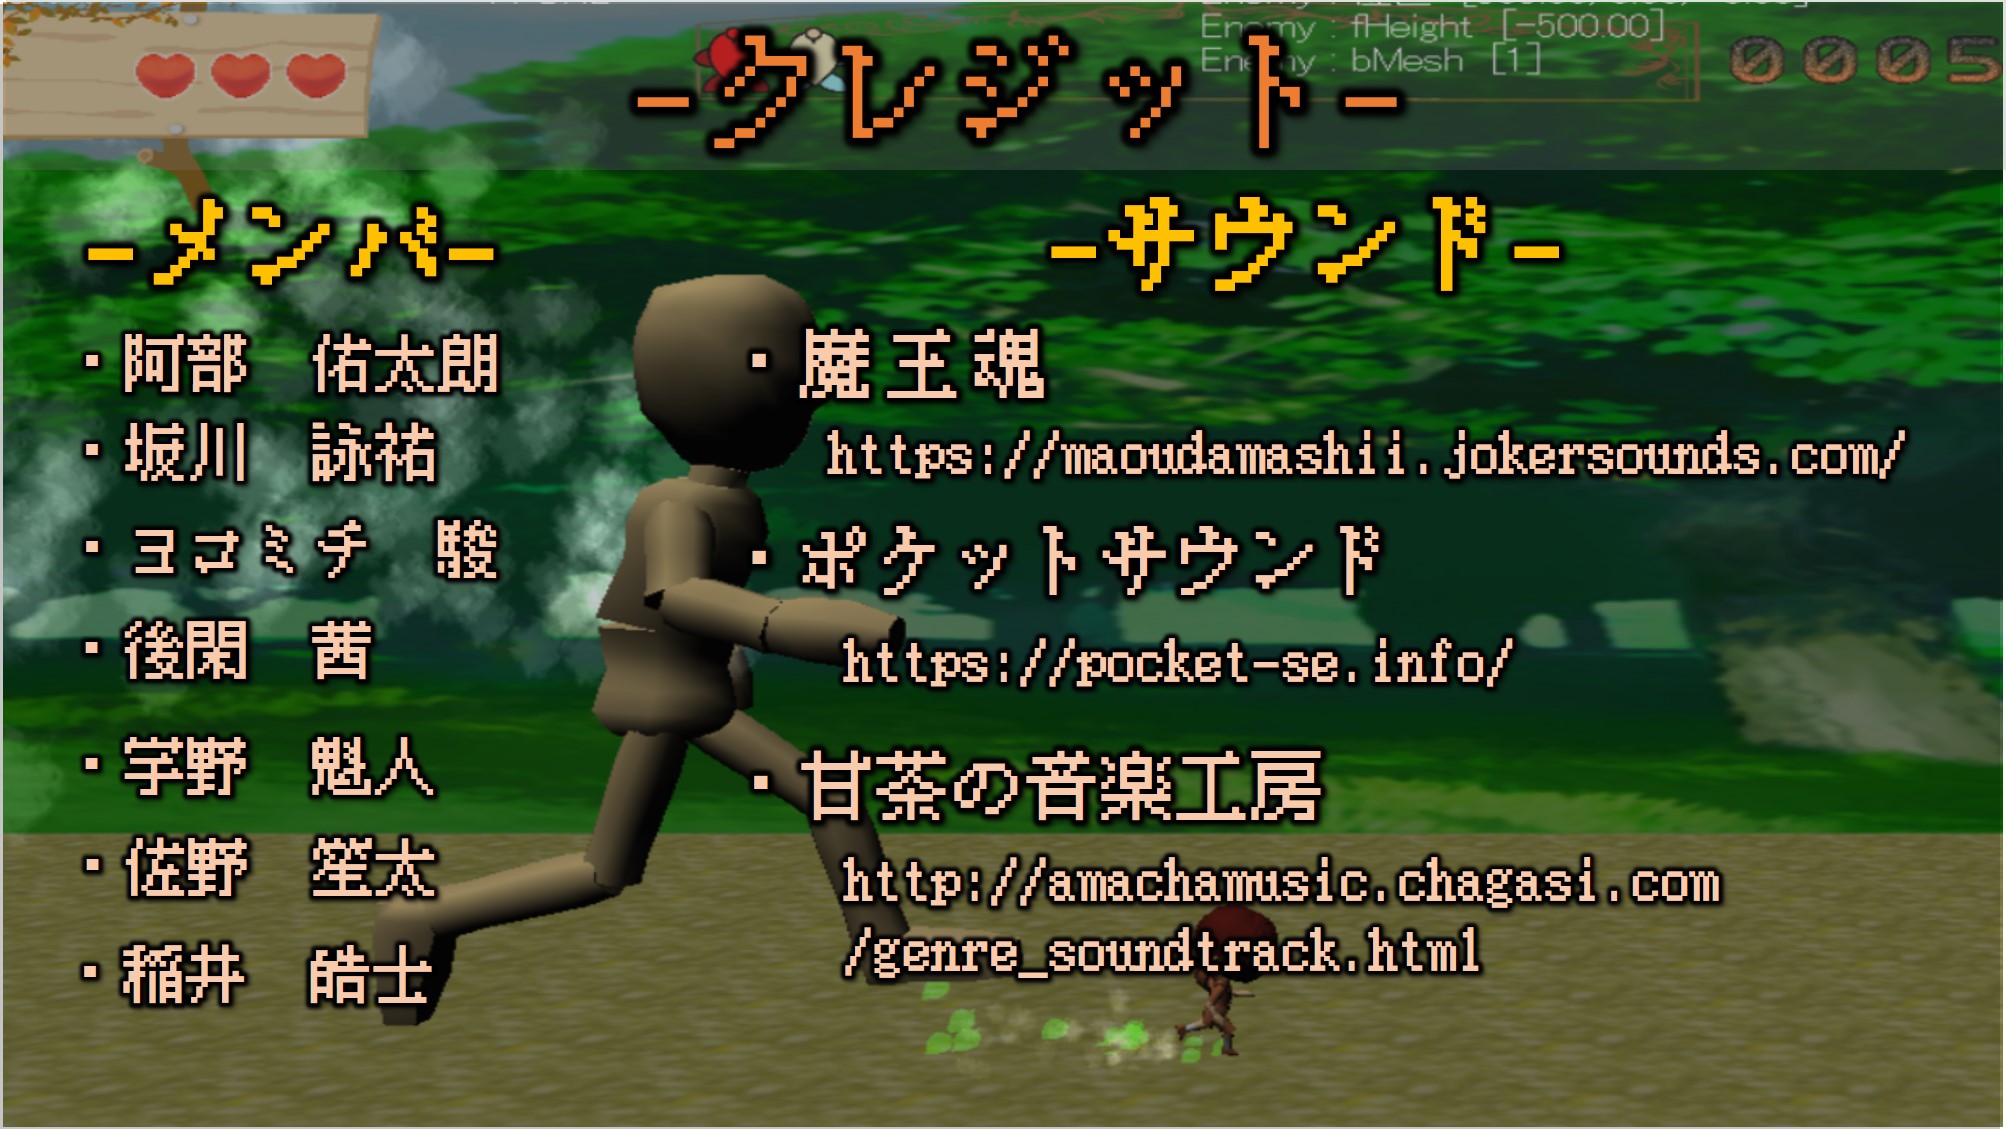 Enemy : fHeight [-500.00]
Enemy : bMesh [1]
0005
-クレジット-
-メンバ-
・阿部　佑太朗
・坂川　詠祐
・ヨコミチ　駿
・後閑　茜
・宇野　魁人
・佐野　笙太
・稲井　皓士
-サウンド-
・魔王魂
https://maoudamashii.jokersounds.com/
・ポケットサウンド
https://pocket-se.info/
・甘茶の音楽工房
http://amachamusic.chagasi.com
/genre_soundtrack.html